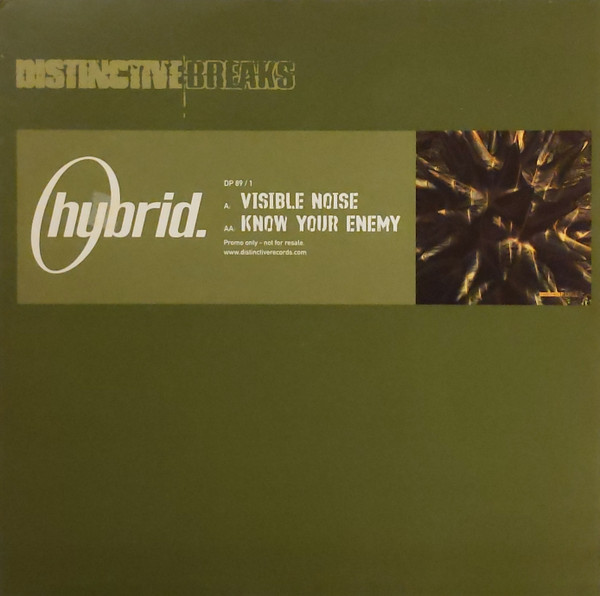 DISTINCTIVE BREAKS
hybrid.
DP 89 / 1
A: VISIBLE NOISE
AA: KNOW YOUR ENEMY
Promo only - not for resale
www.distinctiverecords.com